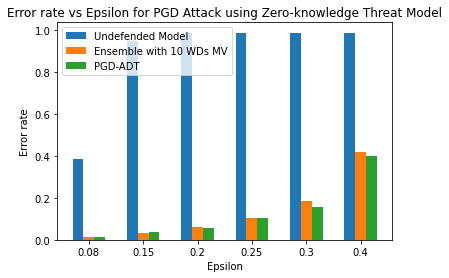 Error rate vs Epsilon for PGD Attack using Zero-knowledge Threat Model
Undefended Model
Ensemble with 10 WDs MV
PGD-ADT
1.0
0.8
0.6
0.4
0.2
0.0
Error rate
0.08 0.15 0.2 0.25 0.3 0.4
Epsilon